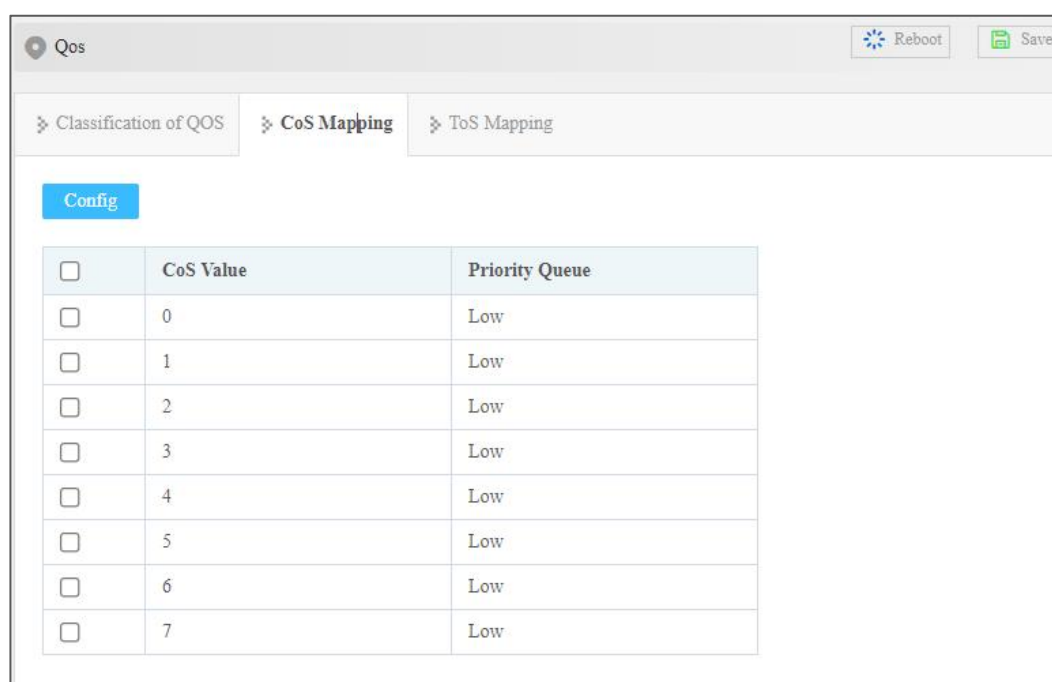 Qos Reboot Save
Classification of QOS CoS Mapping ToS Mapping
Config
CoS Value Priority Queue
0 Low
1 Low
2 Low
3 Low
4 Low
5 Low
6 Low
7 Low